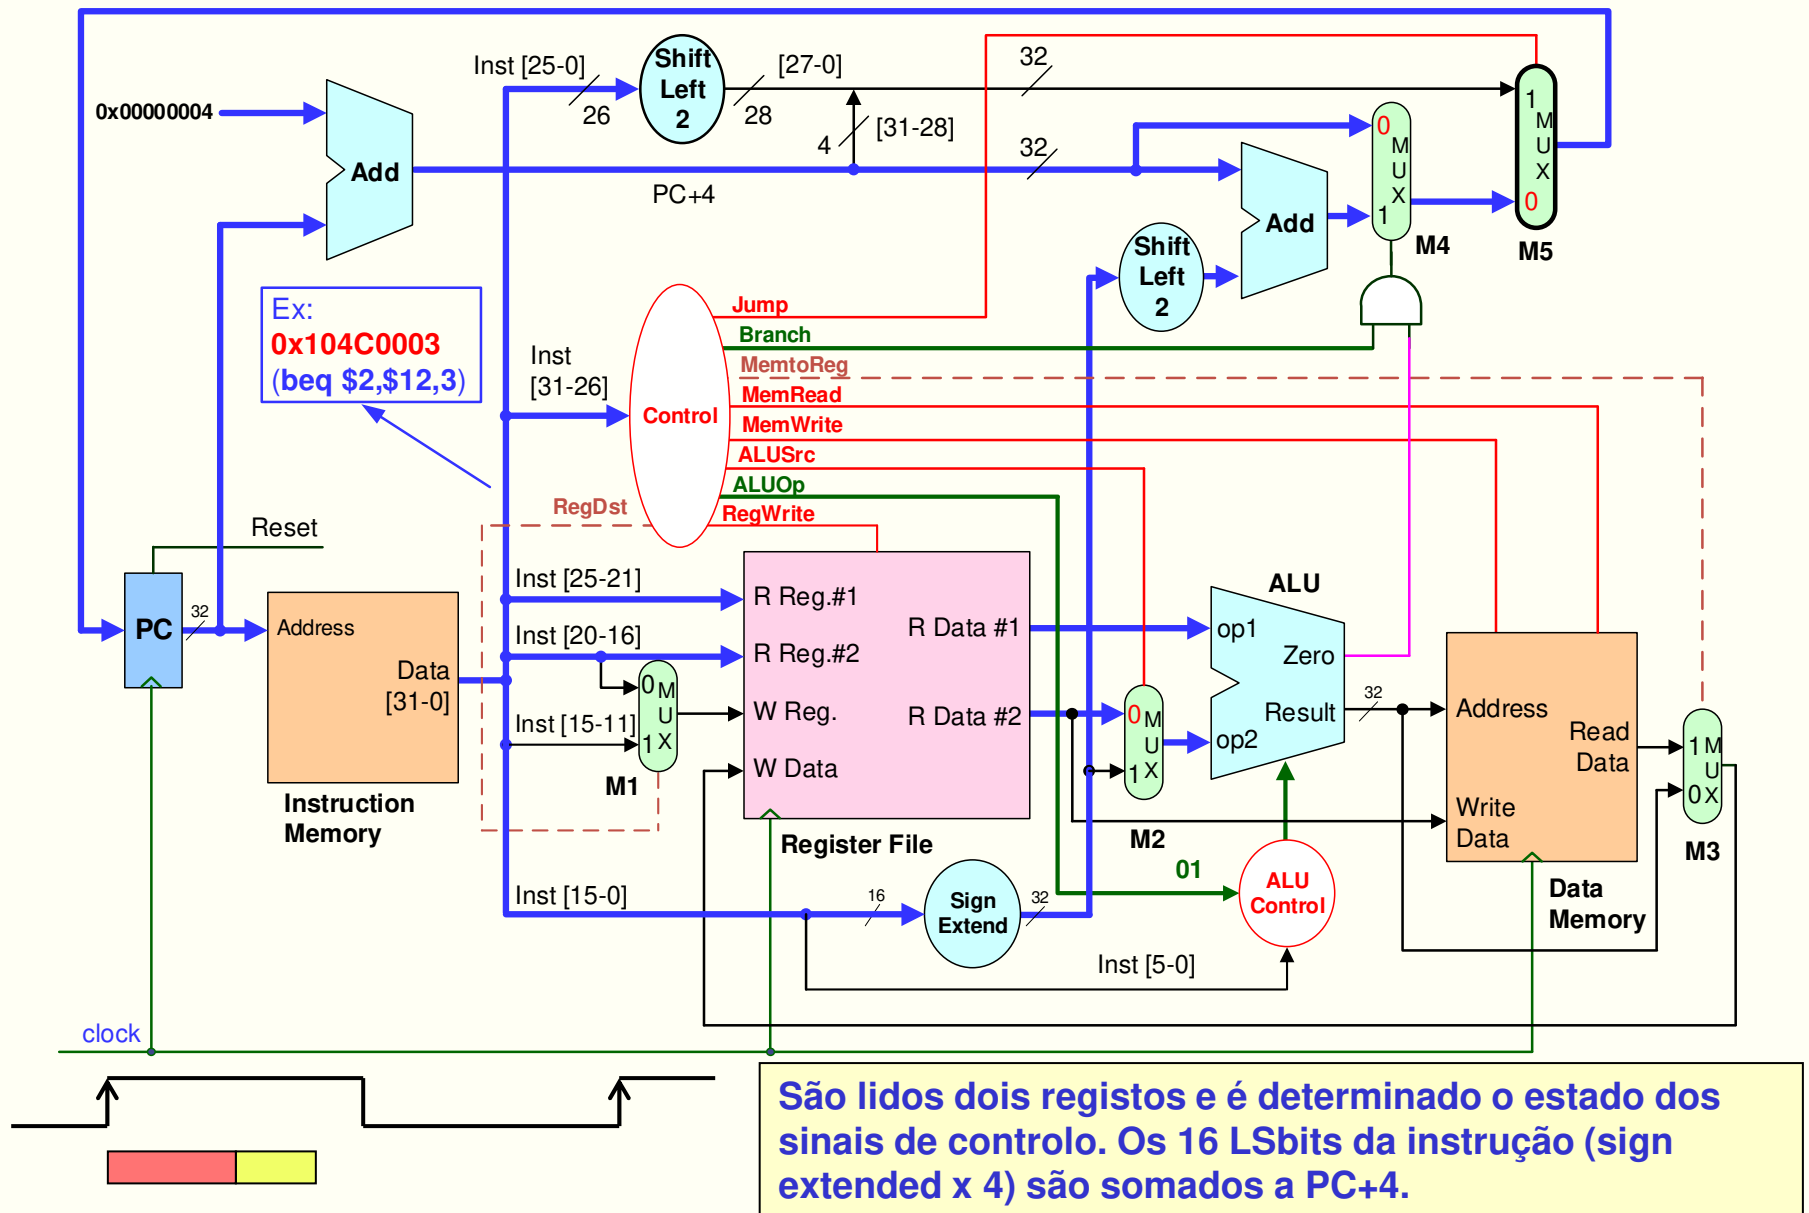 Inst [25-0]
26
Shift
Left
2
[27-0]
28
32
0x00000004
Add
4
[31-28]
PC+4
32
0
M
U
X
1
M4
1
M
U
X
0
M5
Add
Shift
Left
2
Ex:
0x104C0003
(beq $2,$12,3)
Inst
[31-26]
Control
Jump
Branch
MemtoReg
MemRead
MemWrite
ALUSrc
ALUOp
RegWrite
RegDst
Reset
PC
32
Address
Data
[31-0]
Instruction
Memory
Inst [25-21]
Inst [20-16]
Inst [15-11]
0
M
U
X
1
M1
R Reg.#1
R Reg.#2
W Reg.
W Data
R Data #1
R Data #2
Register File
0
M
U
X
1
M2
ALU
op1
Zero
Result
op2
32
Address
Read
Data
Write
Data
Data
Memory
1
M
U
X
0
M3
Inst [15-0]
16
Sign
Extend
32
01
ALU
Control
Inst [5-0]
clock
São lidos dois registos e é determinado o estado dos
sinais de controlo. Os 16 LSbits da instrução (sign
extended x 4) são somados a PC+4.